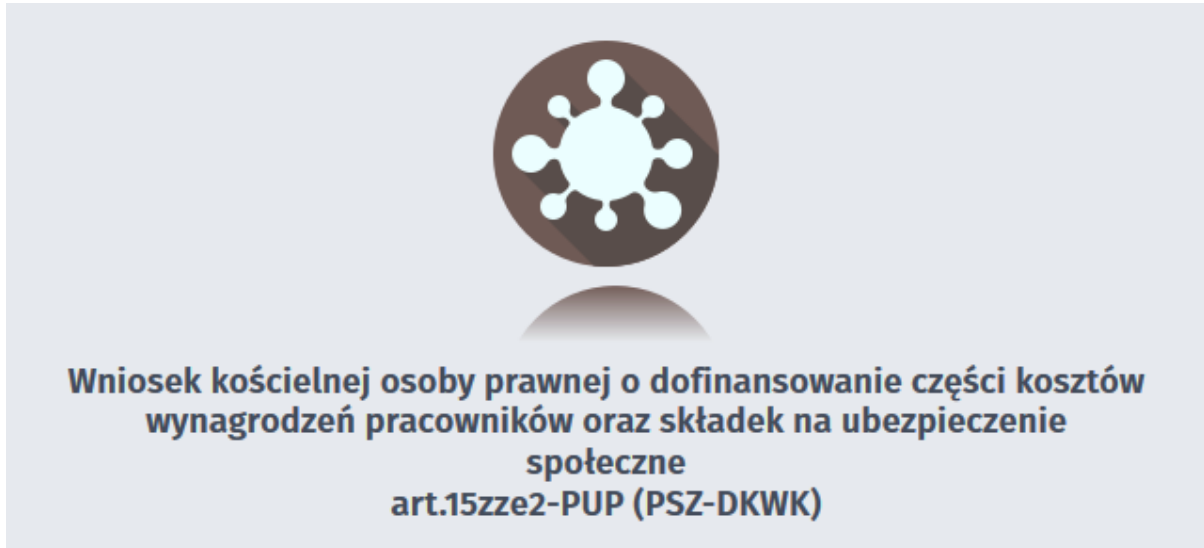 Wniosek kościelnej osoby prawnej o dofinansowanie części kosztów
wynagrodzeń pracowników oraz składek na ubezpieczenie
społeczne
art.15zze2-PUP (PSZ-DKWK)